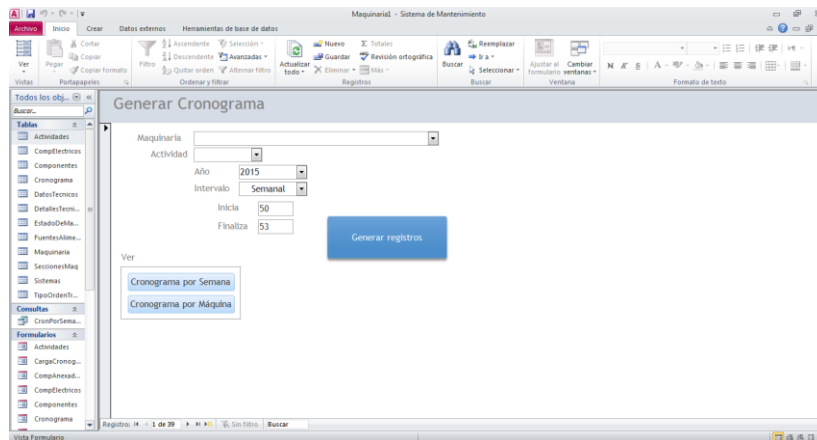 Maquinaria1 - Sistema de Mantenimiento
Archivo Inicio Crear Datos externos Herramientas de base de datos
Ver
Vistas
Pegar
Cortar
Copiar
Copiar formato
Portapapeles
Filtro
Ascendente
Descendente
Quitar orden
Selección
Avanzadas
Alternar filtro
Ordenar y filtrar
Actualizar todo
Nuevo
Guardar
Eliminar
Totales
Revisión ortográfica
Más
Registros
Buscar
Reemplazar
Ir a
Seleccionar
Buscar
Ajustar al formulario
Cambiar ventanas
Ventana
N K S A
Formato de texto
Todos los obj...
Buscar...
Tablas
Actividades
CompElectricos
Componentes
Cronograma
DatosTecnicos
DetallesTecni...
EstadoDeMa...
FuentesAlime...
Maquinaria
SeccionesMaq
Sistemas
TipoOrdenTr...
Consultas
CronPorSema...
Formularios
Actividades
CargaCronog...
CompAnexad...
CompElectricos
Componentes
Cronograma
Generar Cronograma
Maquinaria
Actividad
Año 2015
Intervalo Semanal
Inicia 50
Finaliza 53
Generar registros
Ver
Cronograma por Semana
Cronograma por Máquina
Registro: 1 de 39 Sin filtro Buscar
Vista Formulario